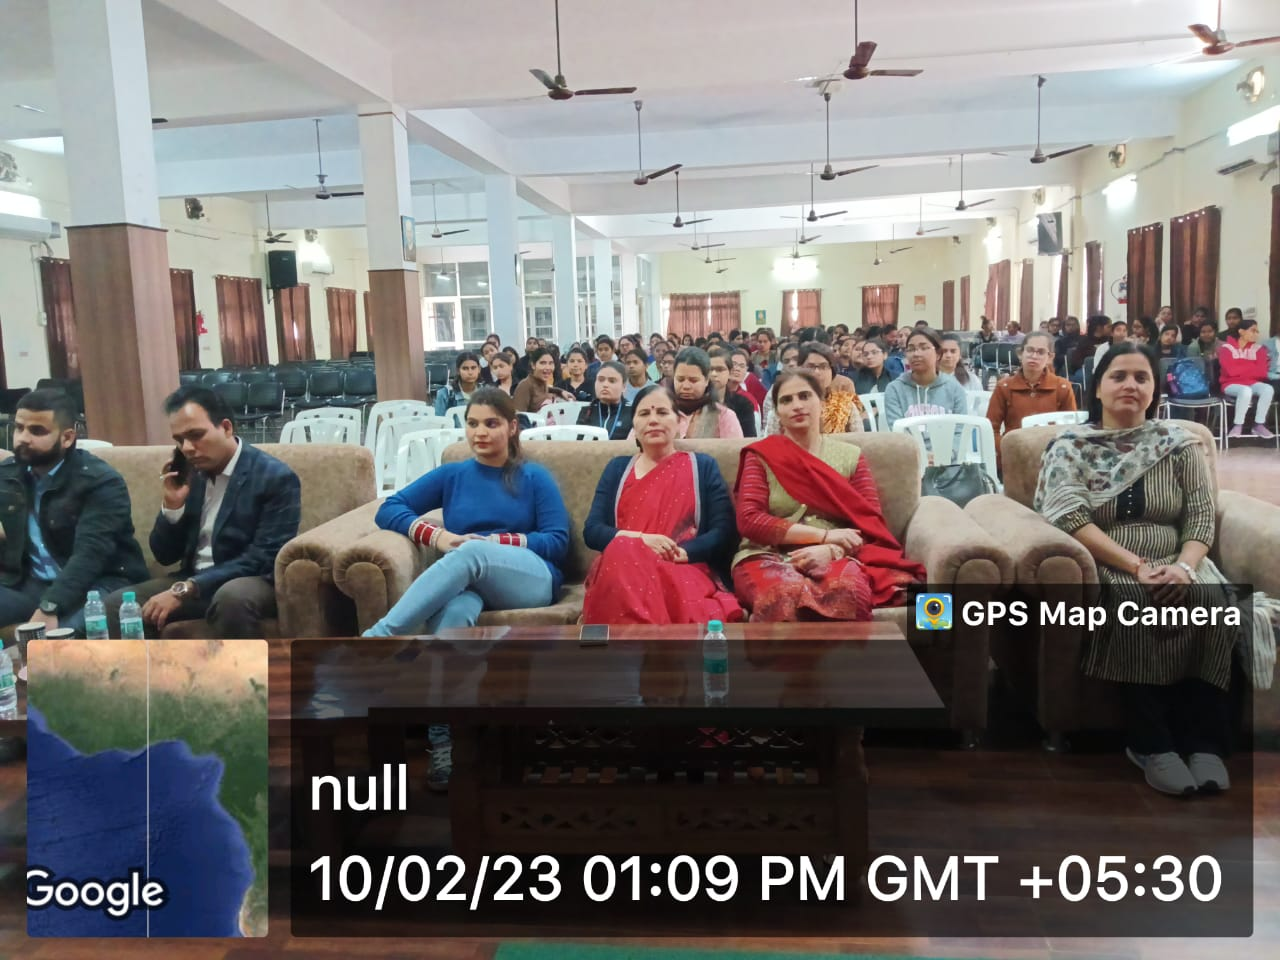 GPS Map Camera
null
10/02/23 01:09 PM GMT +05:30
Google